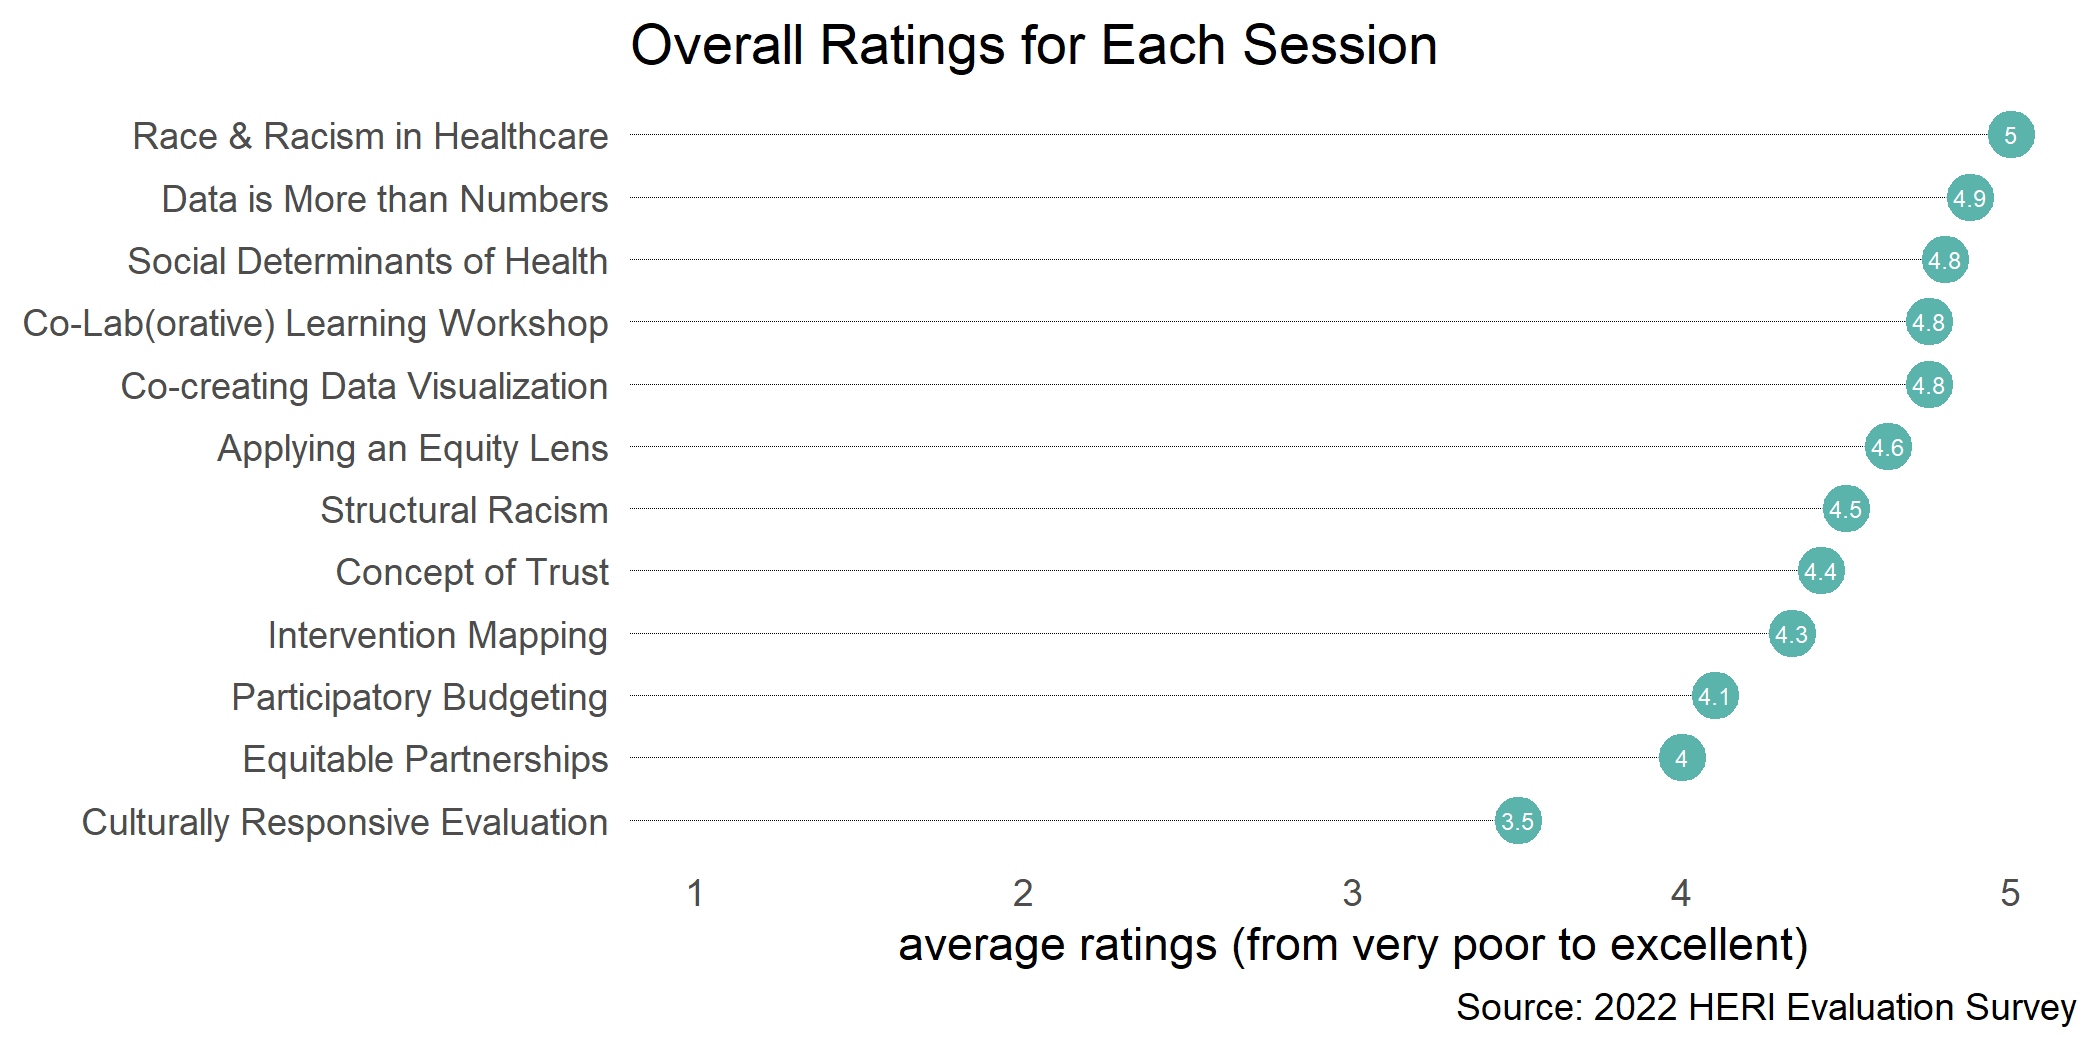 Overall Ratings for Each Session
Race & Racism in Healthcare 5
Data is More than Numbers 4.9
Social Determinants of Health 4.8
Co-Lab(orative) Learning Workshop 4.8
Co-creating Data Visualization 4.8
Applying an Equity Lens 4.6
Structural Racism 4.5
Concept of Trust 4.4
Intervention Mapping 4.3
Participatory Budgeting 4.1
Equitable Partnerships 4
Culturally Responsive Evaluation 3.5
1 2 3 4 5
average ratings (from very poor to excellent)
Source: 2022 HERI Evaluation Survey